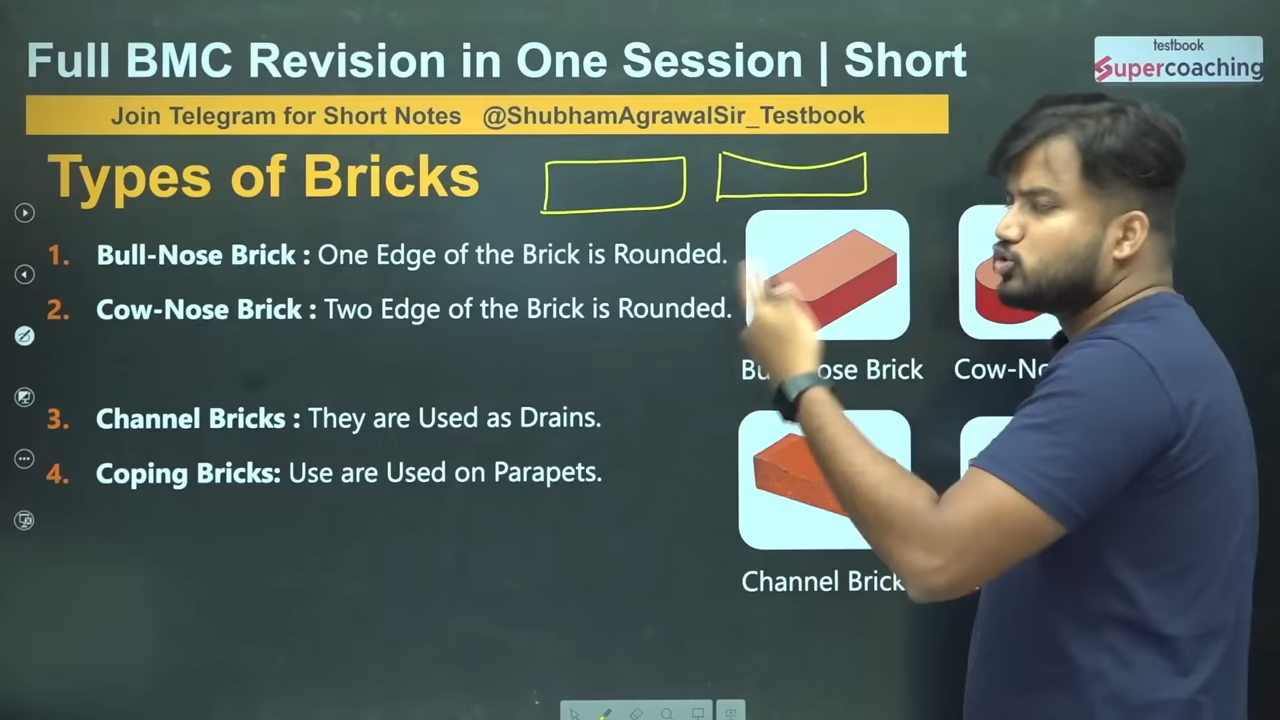 Full BMC Revision in One Session | Short
testbook
Supercoaching
Join Telegram for Short Notes @ShubhamAgrawalSir_Testbook
Types of Bricks
1. Bull-Nose Brick : One Edge of the Brick is Rounded.
2. Cow-Nose Brick : Two Edge of the Brick is Rounded.
Brick
3. Channel Bricks : They are Used as Drains.
4. Coping Bricks: Use are Used on Parapets.
Channel Brick